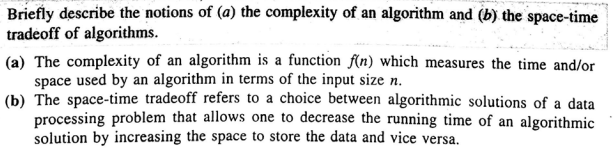 Briefly describe the notions of (a) the complexity of an algorithm and (b) the space-time
tradeoff of algorithms.
(a) The complexity of an algorithm is a function f(n) which measures the time and/or
space used by an algorithm in terms of the input size n.
(b) The space-time tradeoff refers to a choice between algorithmic solutions of a data
processing problem that allows one to decrease the running time of an algorithmic
solution by increasing the space to store the data and vice versa.